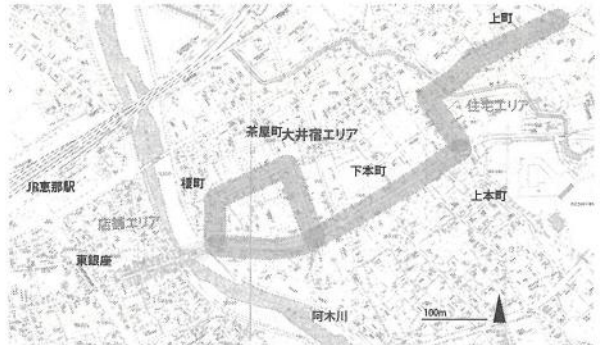 上町
住宅エリア
茶屋町 大井宿エリア
下本町
上本町
榎町
JR恵那駅
店舗エリア
東銀座
阿木川
100m